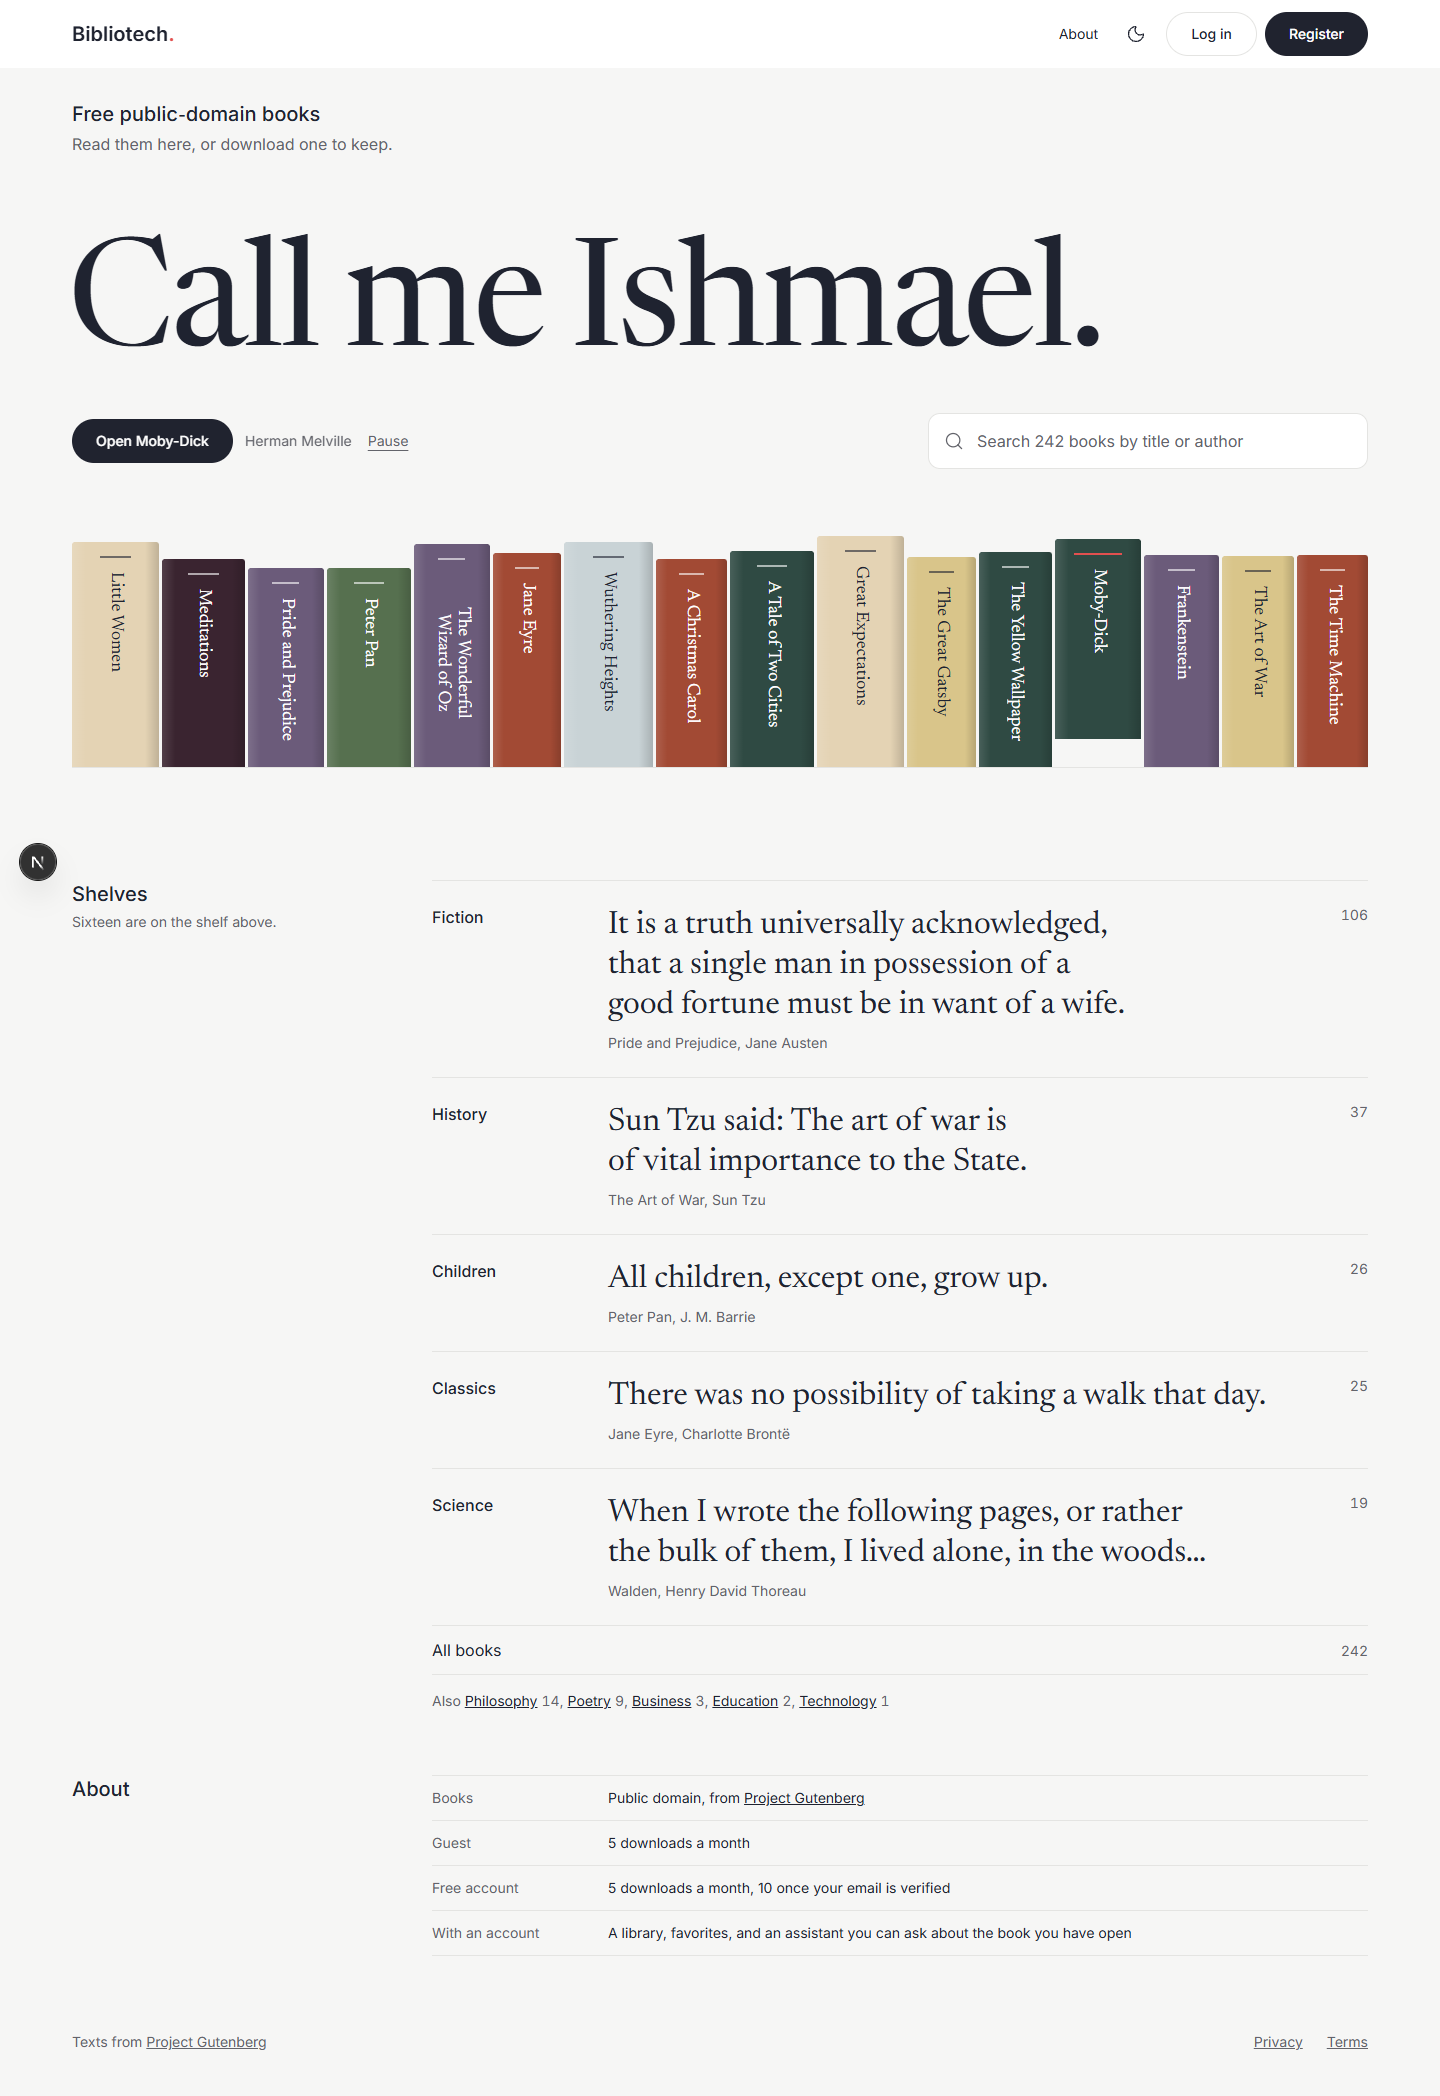 Bibliotech.
About
Log in
Register
Free public-domain books
Read them here, or download one to keep.
Call me Ishmael.
Open Moby-Dick
Herman Melville
Pause
Search 242 books by title or author
Little Women
Meditations
Pride and Prejudice
Peter Pan
The Wonderful
Wizard of Oz
Jane Eyre
Wuthering Heights
A Christmas Carol
A Tale of Two Cities
Great Expectations
The Great Gatsby
The Yellow Wallpaper
Moby-Dick
Frankenstein
The Art of War
The Time Machine
N
Shelves
Sixteen are on the shelf above.
Fiction
It is a truth universally acknowledged,
that a single man in possession of a
good fortune must be in want of a wife.
Pride and Prejudice, Jane Austen
106
History
Sun Tzu said: The art of war is
of vital importance to the State.
The Art of War, Sun Tzu
37
Children
All children, except one, grow up.
Peter Pan, J. M. Barrie
26
Classics
There was no possibility of taking a walk that day.
Jane Eyre, Charlotte Brontë
25
Science
When I wrote the following pages, or rather
the bulk of them, I lived alone, in the woods...
Walden, Henry David Thoreau
19
All books
242
Also Philosophy 14, Poetry 9, Business 3, Education 2, Technology 1
About
Books
Public domain, from Project Gutenberg
Guest
5 downloads a month
Free account
5 downloads a month, 10 once your email is verified
With an account
A library, favorites, and an assistant you can ask about the book you have open
Texts from Project Gutenberg
Privacy
Terms